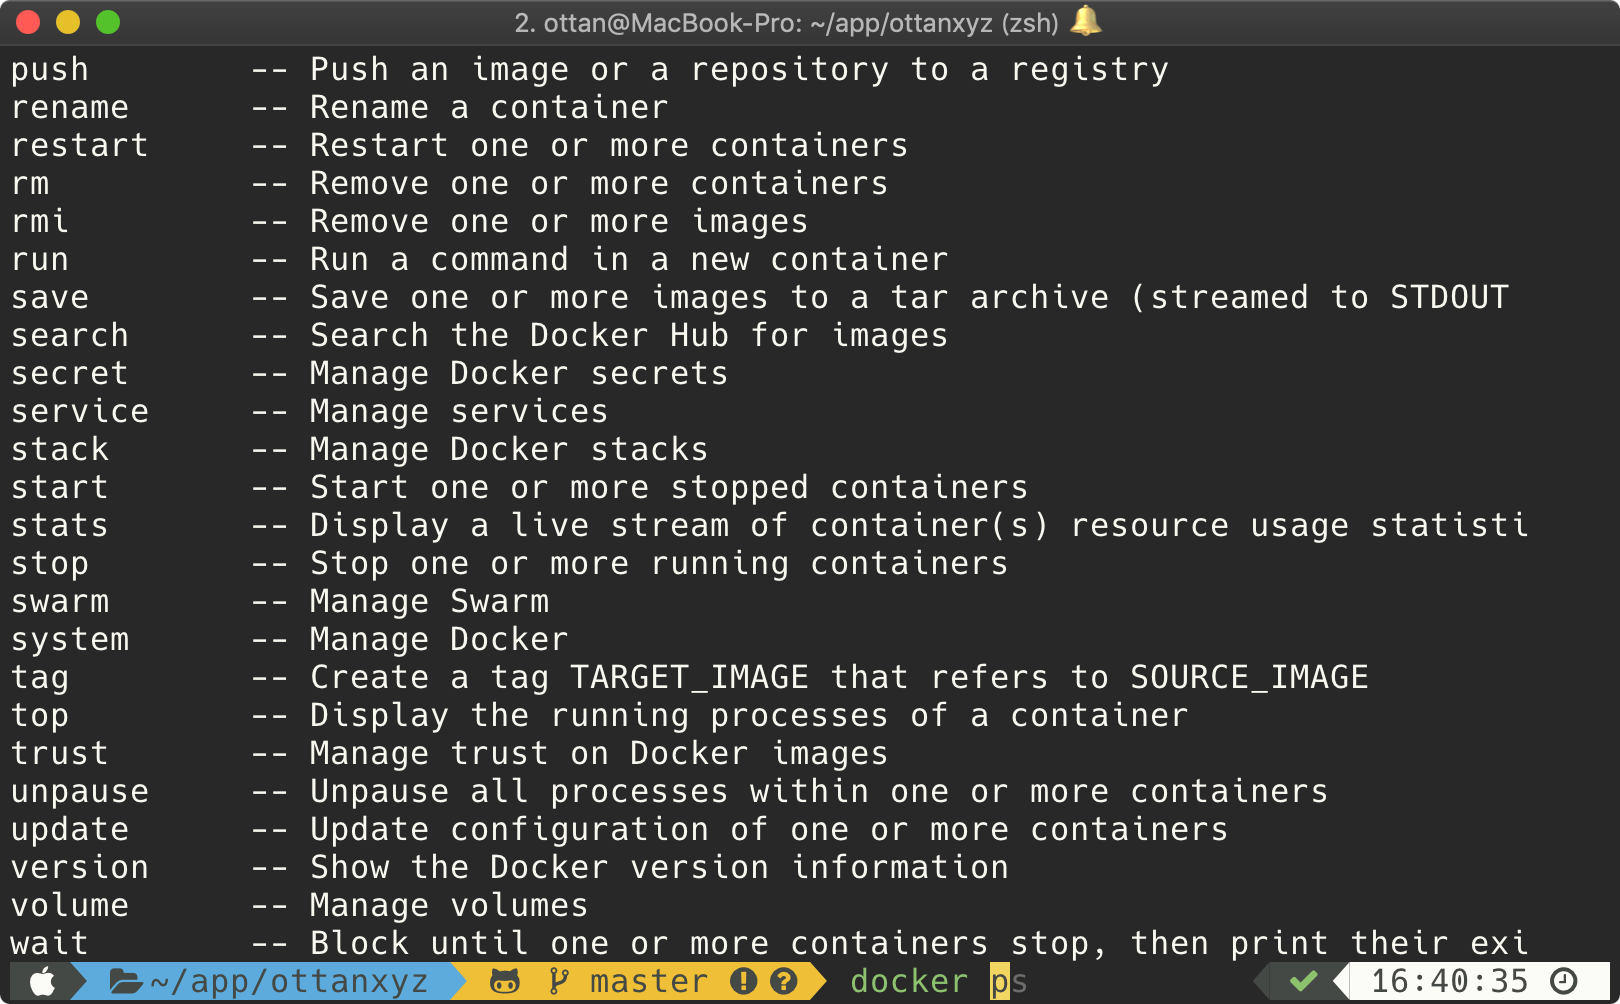 2. ottan@MacBook-Pro: ~/app/ottanxyz (zsh)
push -- Push an image or a repository to a registry
rename -- Rename a container
restart -- Restart one or more containers
rm -- Remove one or more containers
rmi -- Remove one or more images
run -- Run a command in a new container
save -- Save one or more images to a tar archive (streamed to STDOUT
search -- Search the Docker Hub for images
secret -- Manage Docker secrets
service -- Manage services
stack -- Manage Docker stacks
start -- Start one or more stopped containers
stats -- Display a live stream of container(s) resource usage statisti
stop -- Stop one or more running containers
swarm -- Manage Swarm
system -- Manage Docker
tag -- Create a tag TARGET_IMAGE that refers to SOURCE_IMAGE
top -- Display the running processes of a container
trust -- Manage trust on Docker images
unpause -- Unpause all processes within one or more containers
update -- Update configuration of one or more containers
version -- Show the Docker version information
volume -- Manage volumes
wait -- Block until one or more containers stop, then print their exi
~/app/ottanxyz master ! ? docker ps 16:40:35